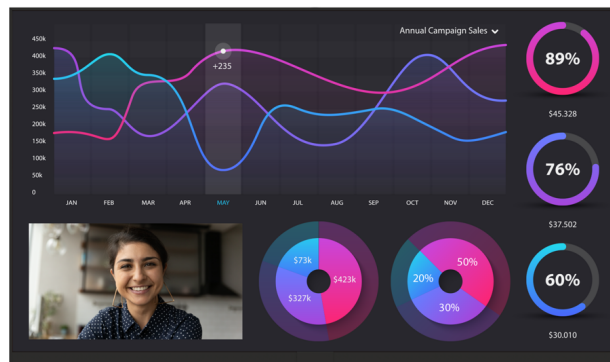 Annual Campaign Sales
450k
400k
350k
300k
250k
200k
150k
100k
50k
0
+235
JAN FEB MAR APR MAY JUN JUL AUG SEP OCT NOV DEC
89%
$45.328
76%
$37.502
60%
$30.010
$73k
$423k
$327k
50%
20%
30%